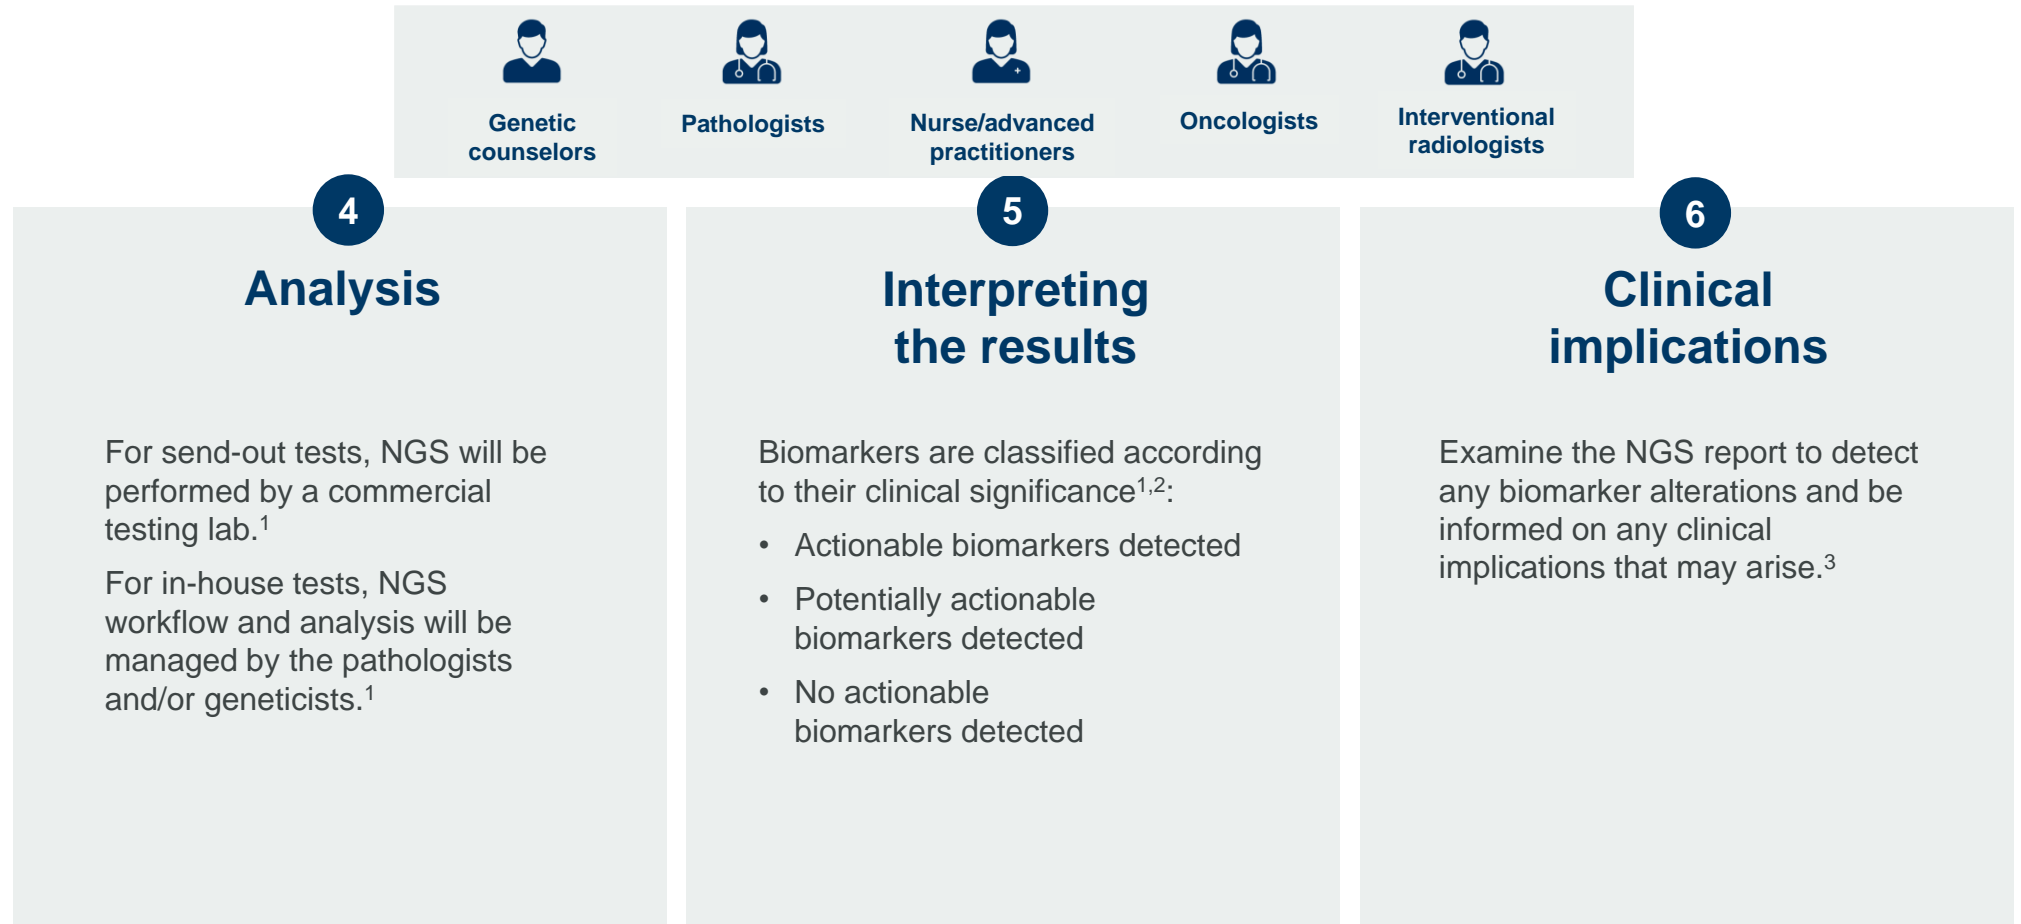 Genetic
counselors
Pathologists
Nurse/advanced
practitioners
Oncologists
Interventional
radiologists
4
Analysis
For send-out tests, NGS will be
performed by a commercial
testing lab.1
For in-house tests, NGS
workflow and analysis will be
managed by the pathologists
and/or geneticists.1
5
Interpreting
the results
Biomarkers are classified according
to their clinical significance1,2:
• Actionable biomarkers detected
• Potentially actionable
biomarkers detected
• No actionable
biomarkers detected
6
Clinical
implications
Examine the NGS report to detect
any biomarker alterations and be
informed on any clinical
implications that may arise.3